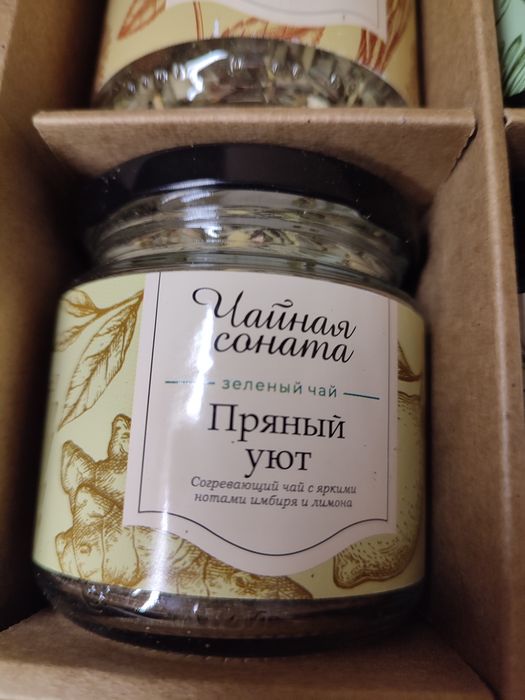 Чайная
соната
зеленый чай
Пряный
уют
Согревающий чай с яркими
нотами имбиря и лимона